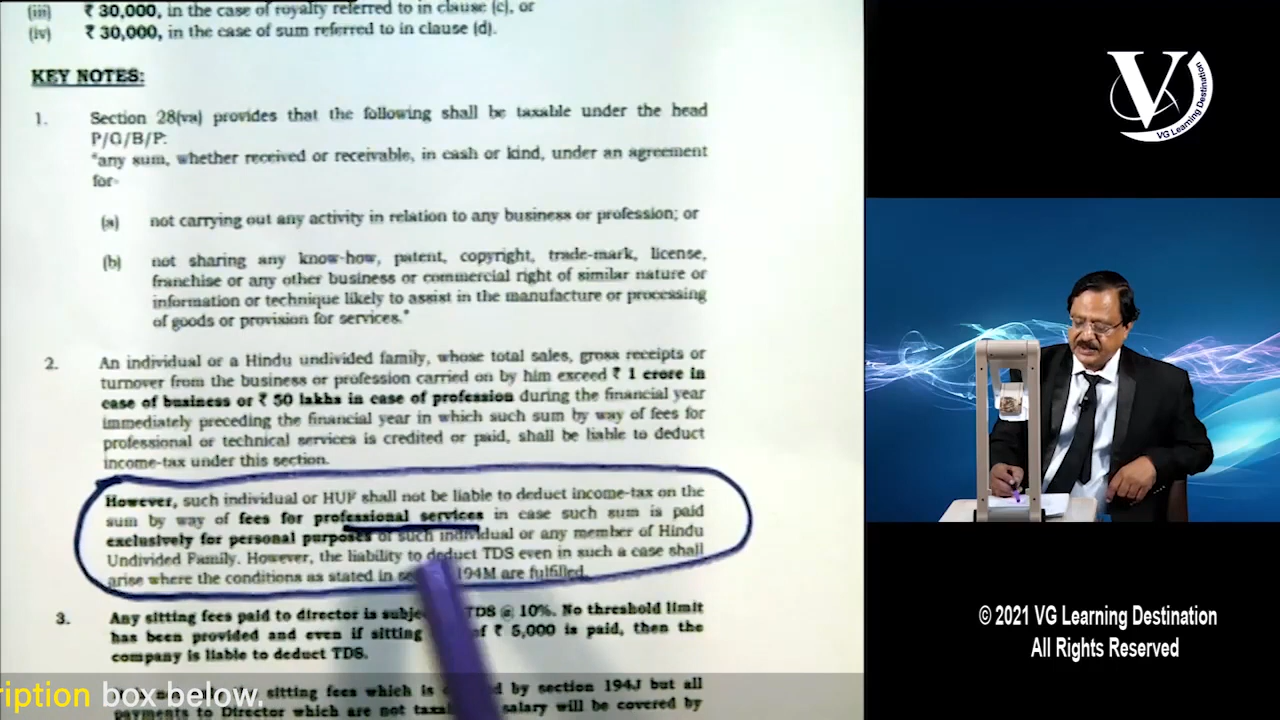 (iii) ₹ 30,000, in the case of royalty referred to in clause (c), or
(iv) ₹ 30,000, in the case of sum referred to in clause (d).
KEY NOTES:
1. Section 28(va) provides that the following shall be taxable under the head
P/G/B/P:
"any sum, whether received or receivable, in cash or kind, under an agreement
for-
(a) not carrying out any activity in relation to any business or profession; or
(b) not sharing any know-how, patent, copyright, trade-mark, license,
franchise or any other business or commercial right of similar nature or
information or technique likely to assist in the manufacture or processing
of goods or provision for services."
2. An individual or a Hindu undivided family, whose total sales, gross receipts or
turnover from the business or profession carried on by him exceed ₹ 1 crore in
case of business or ₹ 50 lakhs in case of profession during the financial year
immediately preceding the financial year in which such sum by way of fees for
professional or technical services is credited or paid, shall be liable to deduct
income-tax under this section.
However, such individual or HUF shall not be liable to deduct income-tax on the
sum by way of fees for professional services in case such sum is paid
exclusively for personal purposes of such individual or any member of Hindu
Undivided Family. However, the liability to deduct TDS even in such a case shall
arise where the conditions as stated in 194M are fulfilled.
3. Any sitting fees paid to director is TDS @ 10%. No threshold limit
has been provided and even if sitting of ₹ 5,000 is paid, then the
company is liable to deduct TDS.
sitting fees which is by section 194J but all
payments to Director which are not salary will be covered by
ription box below.
V
VG Learning Destination
© 2021 VG Learning Destination
All Rights Reserved